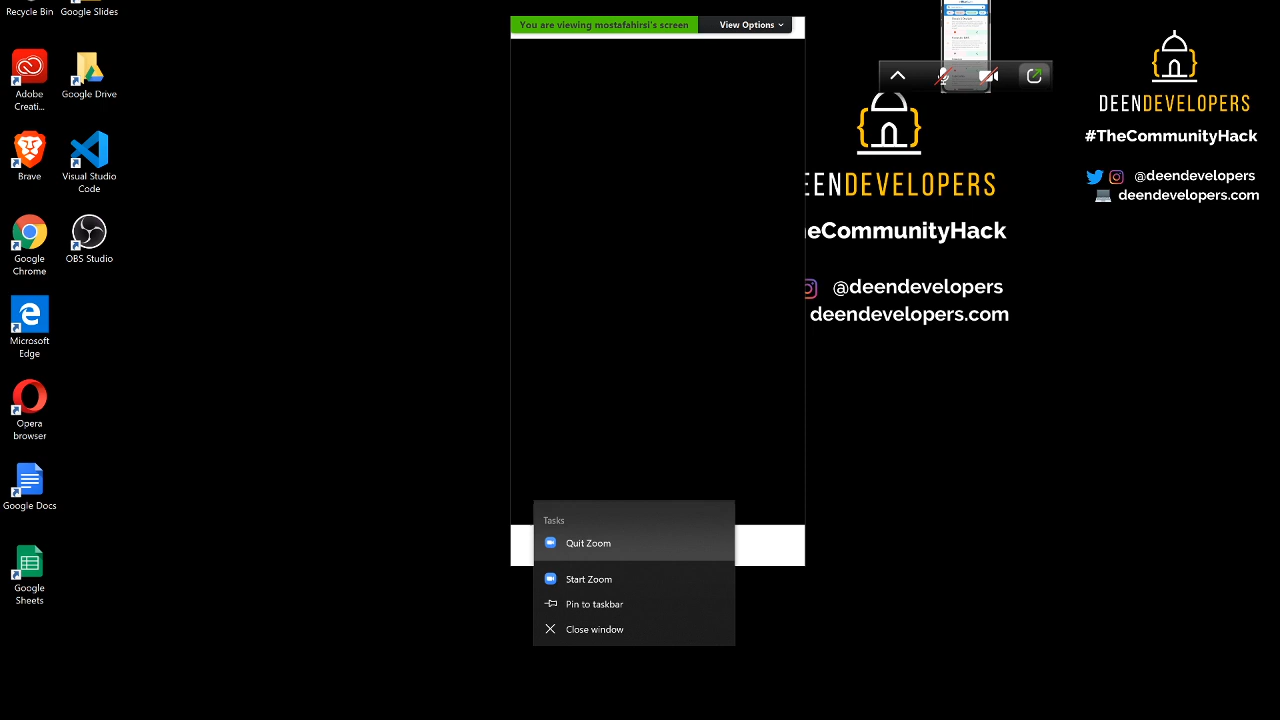 Recycle Bin
Google Slides
You are viewing mostafahirsi's screen
View Options
Adobe
Creati...
Google Drive
Brave
Visual Studio
Code
Google
Chrome
OBS Studio
Microsoft
Edge
Opera
browser
Google Docs
Google
Sheets
EENDEVELOPERS
eCommunityHack
@deendevelopers
deendevelopers.com
DEENDEVELOPERS
#TheCommunityHack
@deendevelopers
deendevelopers.com
Tasks
Quit Zoom
Start Zoom
Pin to taskbar
Close window